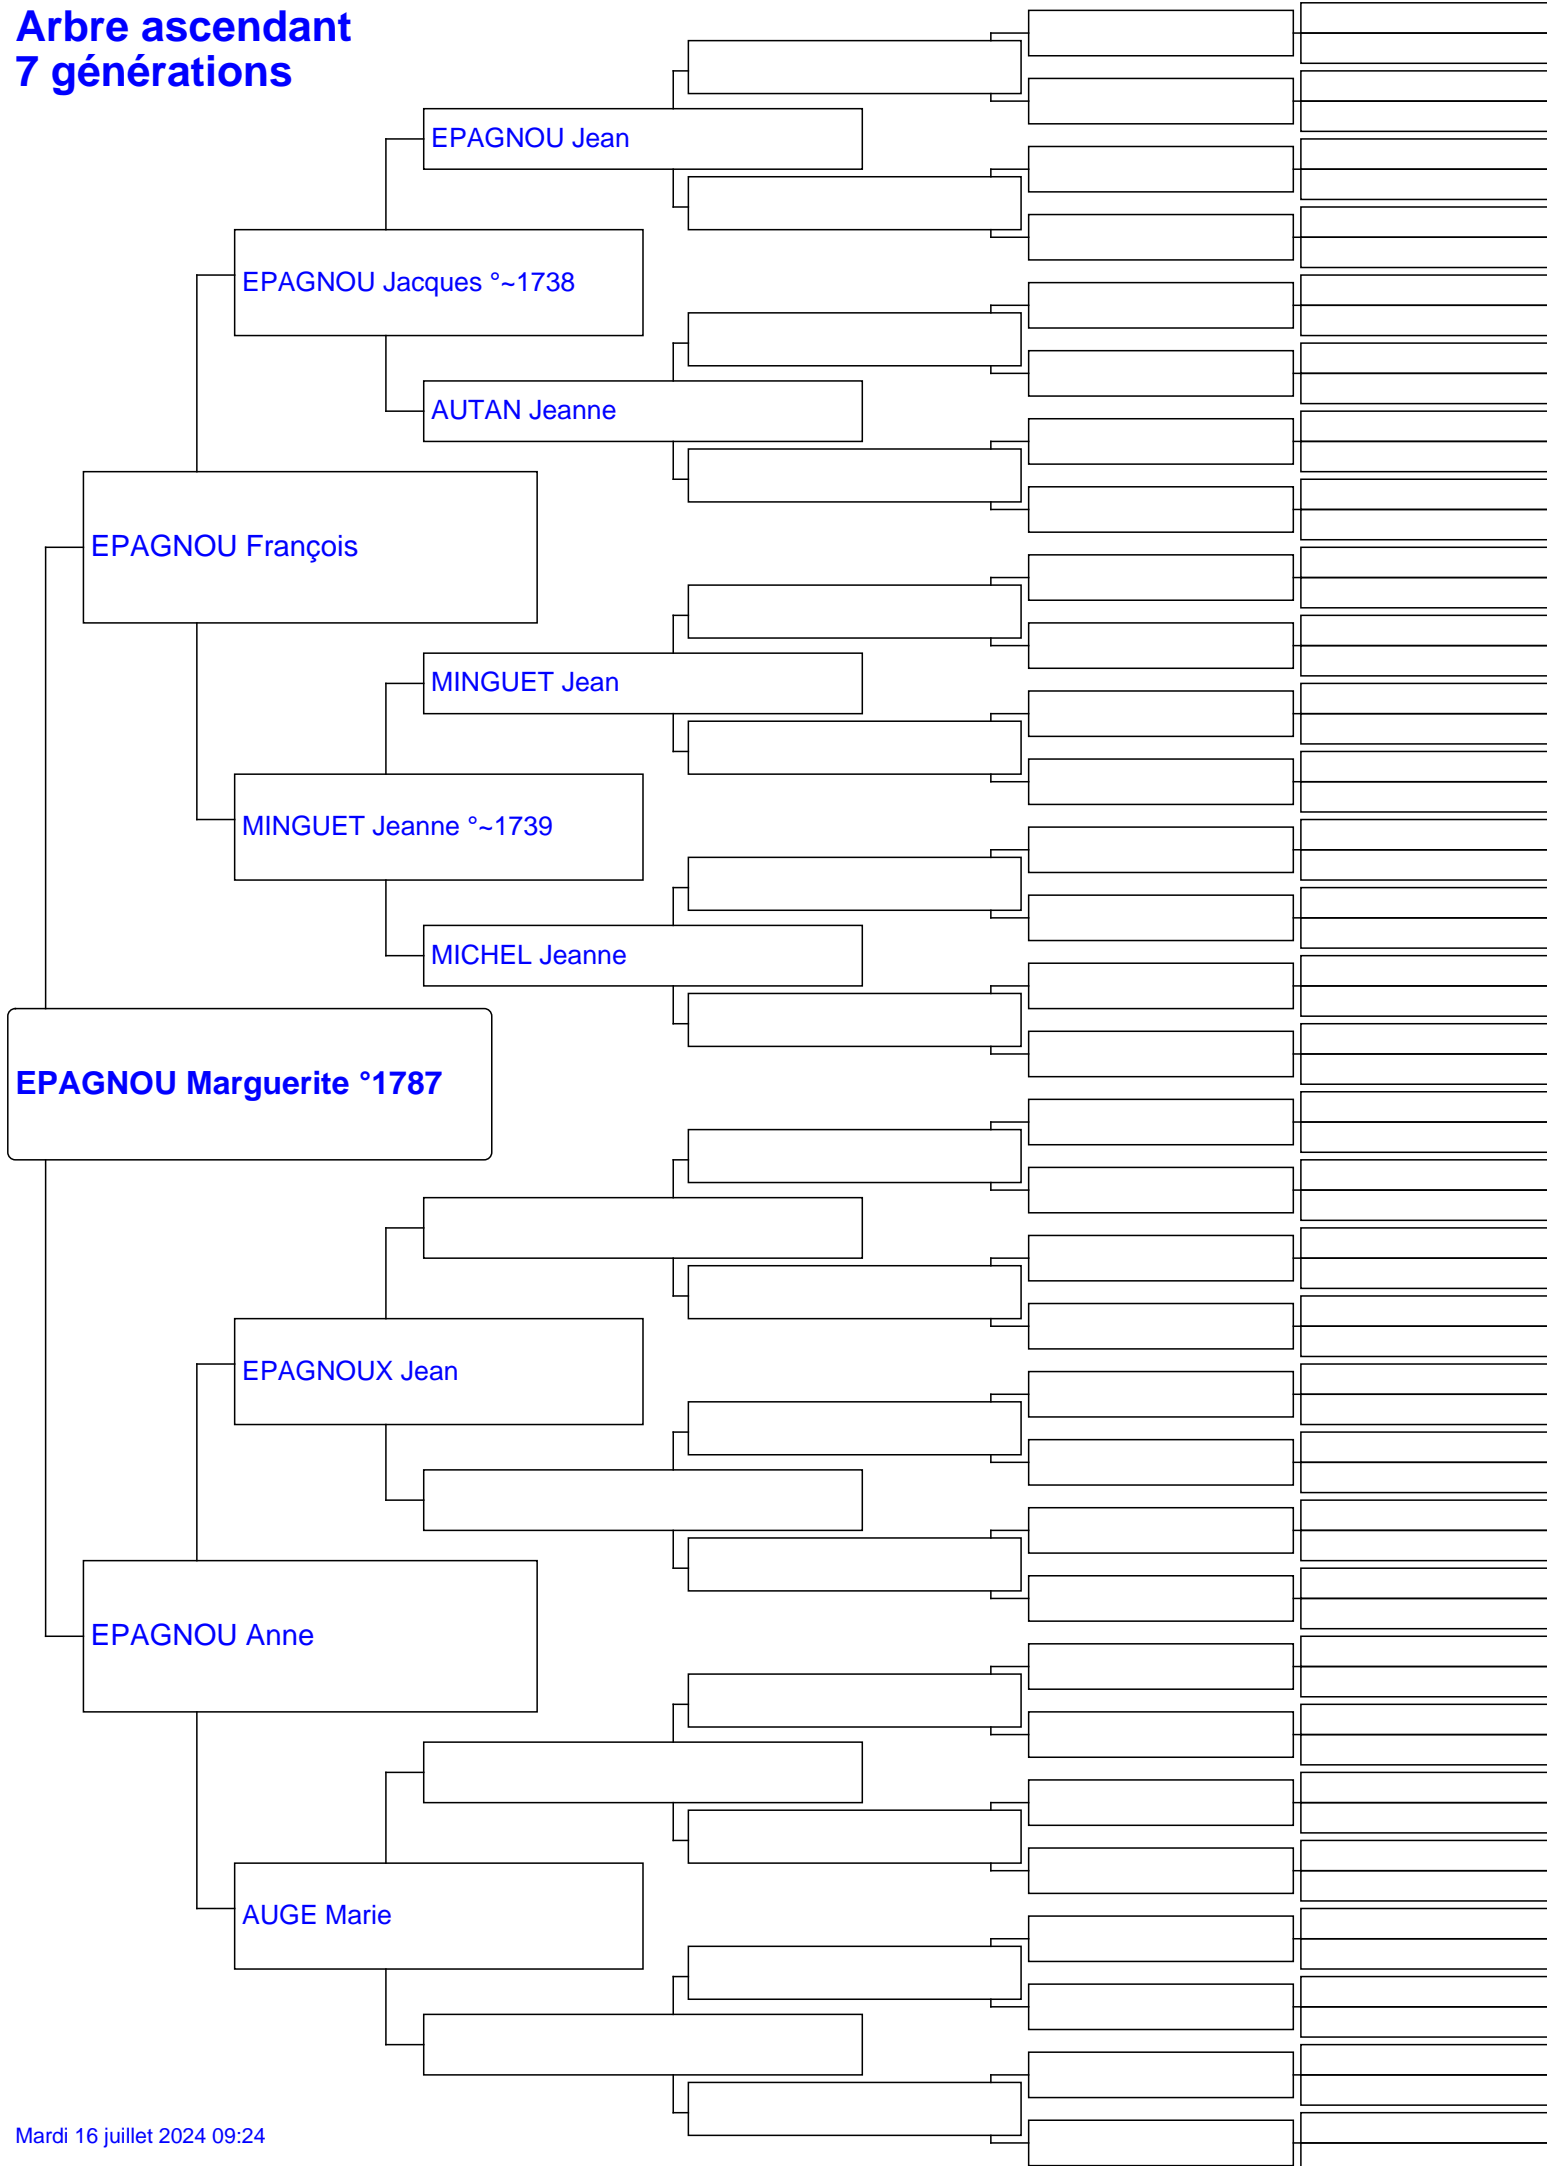 Arbre ascendant
7 générations
EPAGNOU Jean
EPAGNOU Jacques °~1738
AUTAN Jeanne
EPAGNOU François
MINGUET Jean
MINGUET Jeanne °~1739
MICHEL Jeanne
EPAGNOU Marguerite °1787
EPAGNOUX Jean
EPAGNOU Anne
AUGE Marie
Mardi 16 juillet 2024 09:24